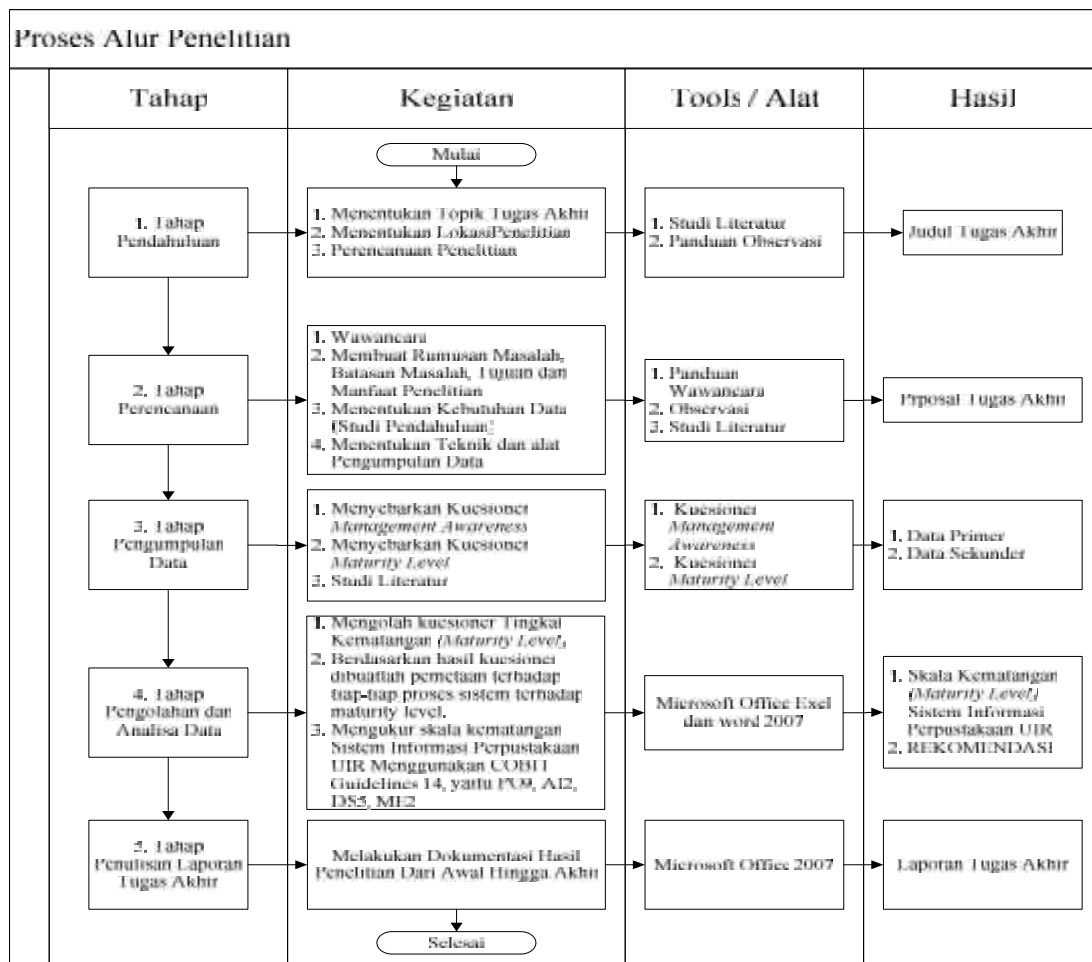 Proses Alur Penelitian
Tahap
Kegiatan
Tools / Alat
Hasil
Mulai
1. Tahap
Pendahuluan
1. Menentukan Topik Tugas Akhir
2. Menentukan LokasiPenelitian
3. Perencanaan Penelitian
1. Studi Literatur
2. Panduan Observasi
Judul Tugas Akhir
2. Tahap
Perencanaan
1. Wawancara
2. Membuat Rumusan Masalah,
Batasan Masalah, Tujuan dan
Manfaat Penelitian
3. Menentukan Kebutuhan Data
(Studi Pendahuluan)
4. Menentukan Teknik dan alat
Pengumpulan Data
1. Panduan
Wawancara
2. Observasi
3. Studi Literatur
Prposal Tugas Akhir
3. Tahap
Pengumpulan
Data
1. Menyebarkan Kuesioner
Management Awareness
2. Menyebarkan Kuesioner
Maturity Level
3. Studi Literatur
1. Kuesioner
Management
Awareness
2. Kuesioner
Maturity Level
1. Data Primer
2. Data Sekunder
4. Tahap
Pengolahan dan
Analisa Data
1. Mengolah kuesioner Tingkat
Kematangan (Maturity Level)
2. Berdasarkan hasil kuesioner
dibuatlah pemetaan terhadap
tiap-tiap proses sistem terhadap
maturity level.
3. Mengukur skala kematangan
Sistem Informasi Perpustakaan
UIR Menggunakan COBIT
Guidelines 14, yaitu PO9, AI2,
DS5, ME2
Microsoft Office Exel
dan word 2007
1. Skala Kematangan
(Maturity Level)
Sistem Informasi
Perpustakaan UIR
2. REKOMENDASI
5. Tahap
Penulisan Laporan
Tugas Akhir
Melakukan Dokumentasi Hasil
Penelitian Dari Awal Hingga Akhir
Microsoft Office 2007
Laporan Tugas Akhir
Selesai